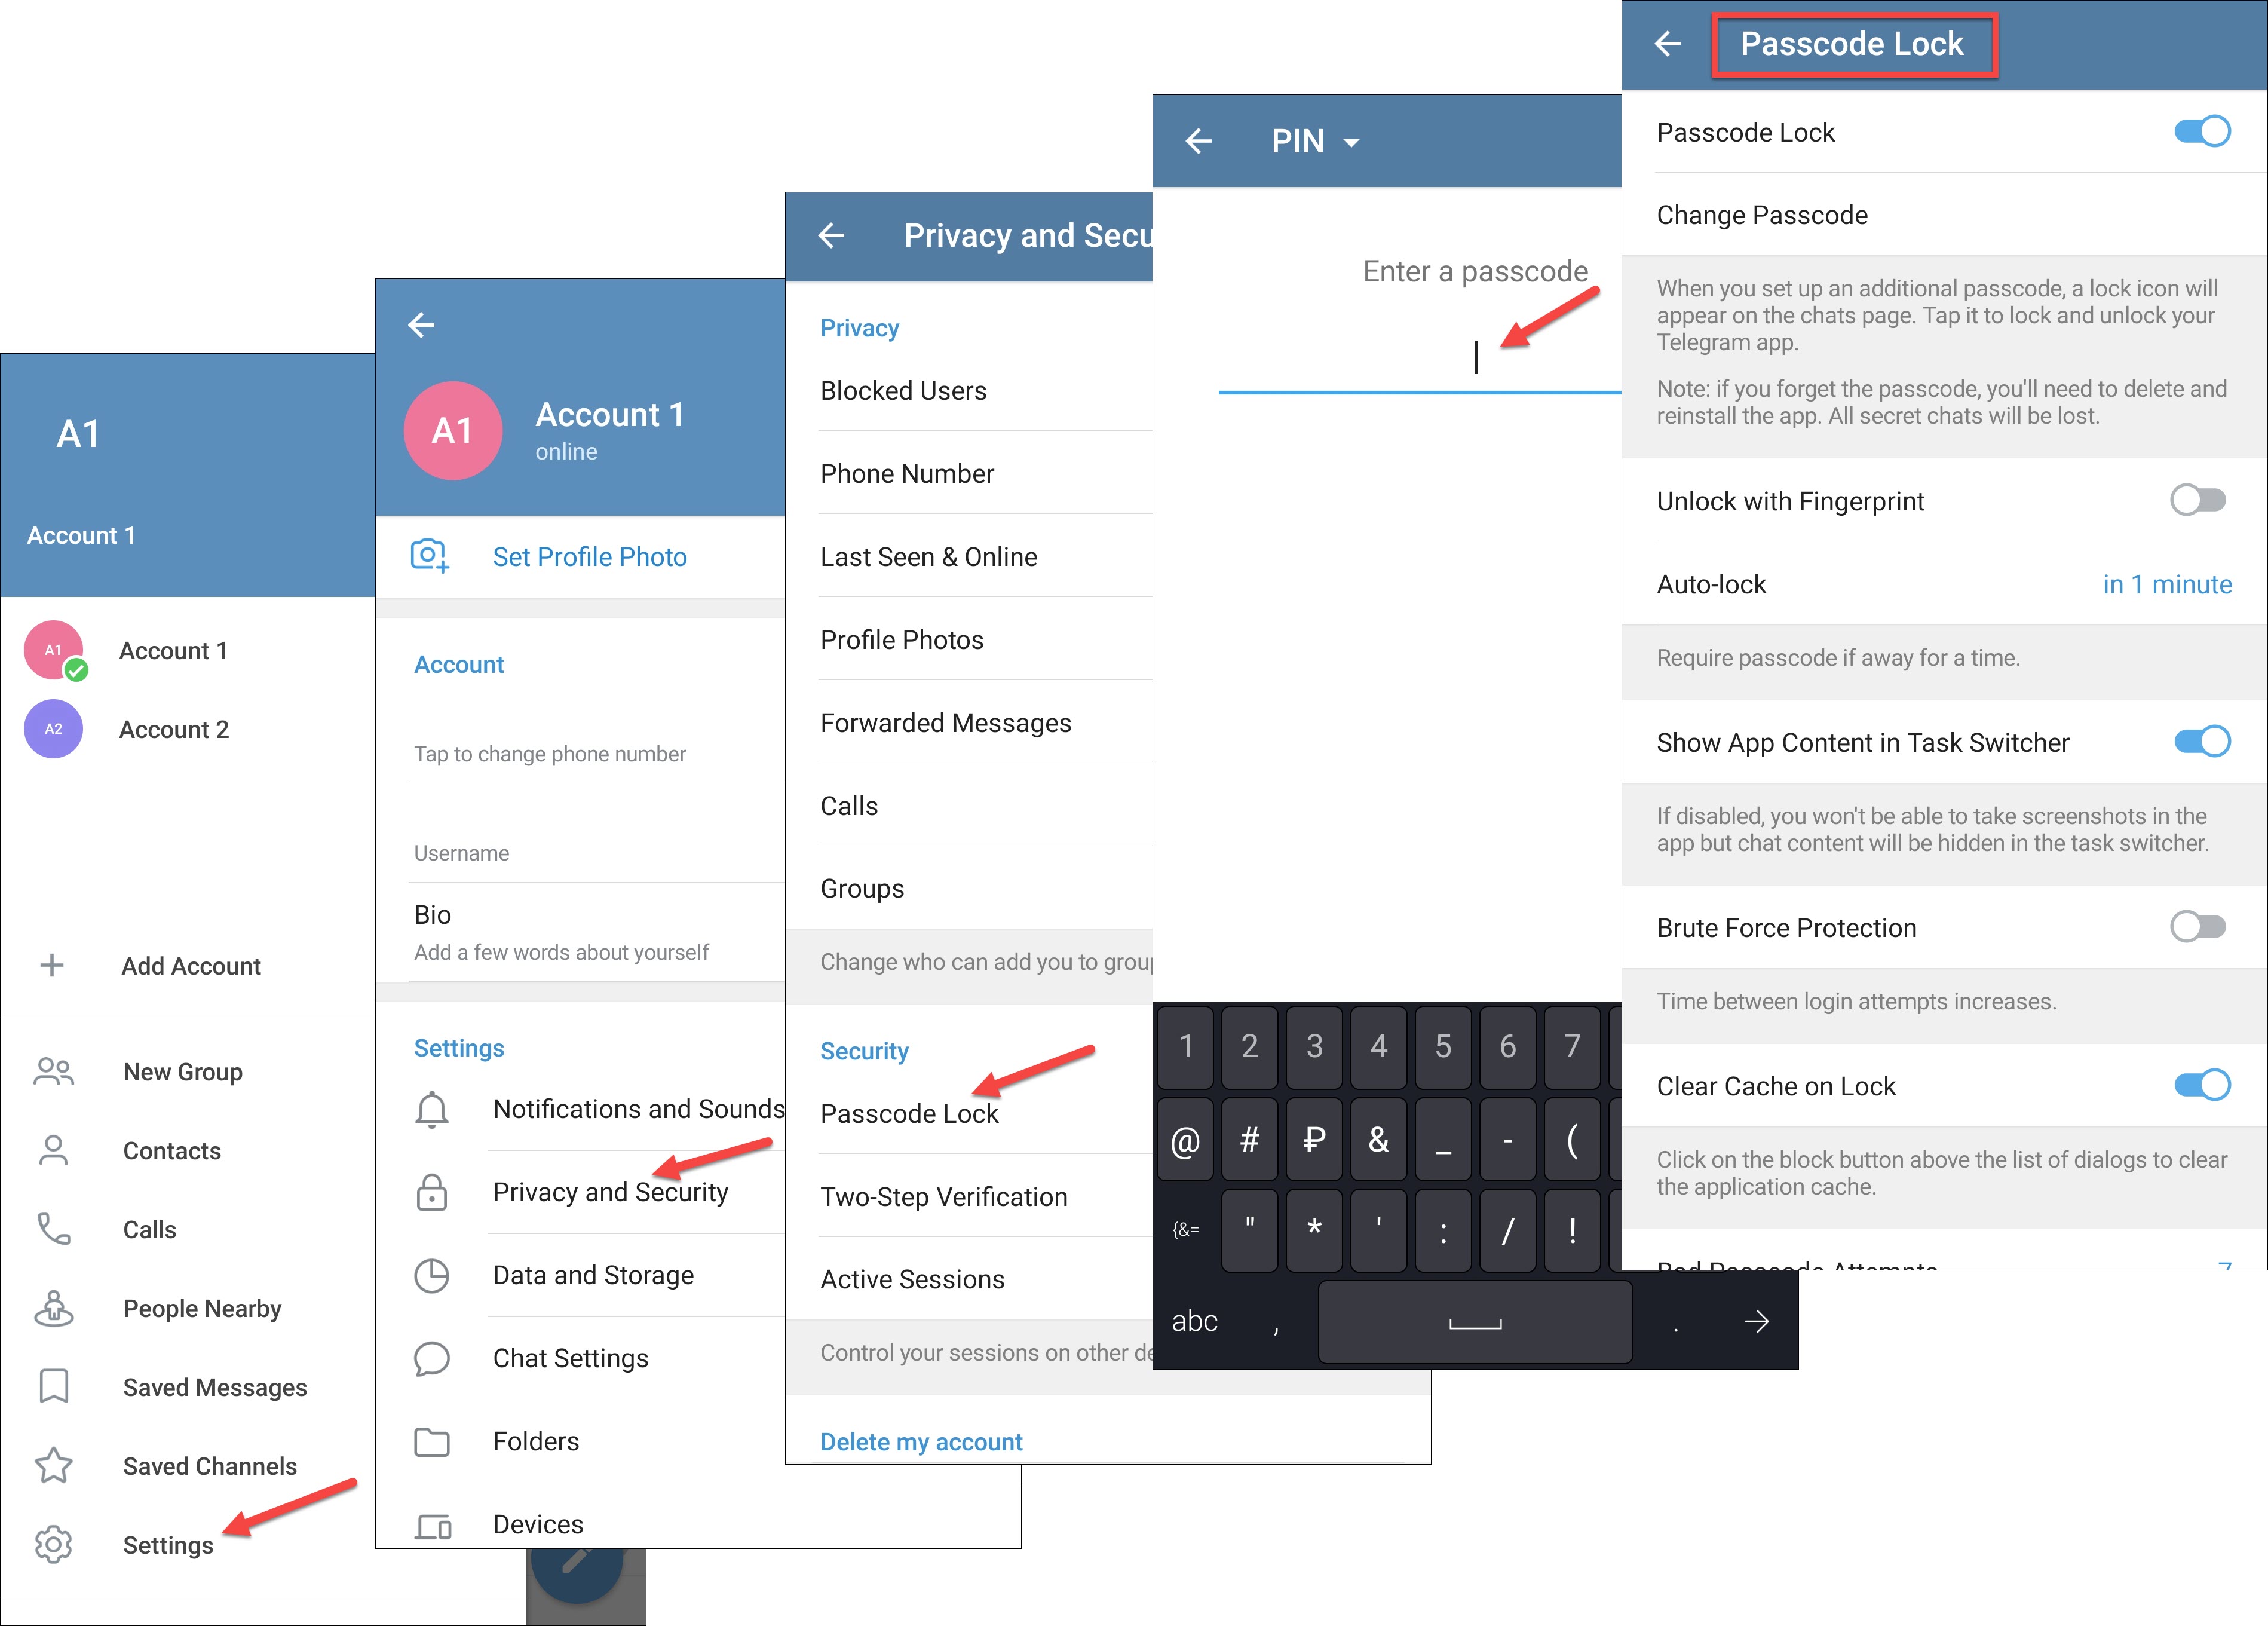 A1
Account 1
A1
Account 1
A2
Account 2
Add Account
New Group
Contacts
Calls
People Nearby
Saved Messages
Saved Channels
Settings
A1
Account 1
online
Set Profile Photo
Account
Tap to change phone number
Username
Bio
Add a few words about yourself
Settings
Notifications and Sounds
Privacy and Security
Data and Storage
Chat Settings
Folders
Devices
Privacy and Secu
Privacy
Blocked Users
Phone Number
Last Seen & Online
Profile Photos
Forwarded Messages
Calls
Groups
Change who can add you to group
Security
Passcode Lock
Two-Step Verification
Active Sessions
Control your sessions on other de
Delete my account
PIN
Enter a passcode
1 2 3 4 5 6 7
@ # ₽ & _ - (
{&= " * ' : / !
abc , .
Passcode Lock
Passcode Lock
Change Passcode
When you set up an additional passcode, a lock icon will
appear on the chats page. Tap it to lock and unlock your
Telegram app.
Note: if you forget the passcode, you'll need to delete and
reinstall the app. All secret chats will be lost.
Unlock with Fingerprint
Auto-lock in 1 minute
Require passcode if away for a time.
Show App Content in Task Switcher
If disabled, you won't be able to take screenshots in the
app but chat content will be hidden in the task switcher.
Brute Force Protection
Time between login attempts increases.
Clear Cache on Lock
Click on the block button above the list of dialogs to clear
the application cache.
Bad Passcode Attempts 7